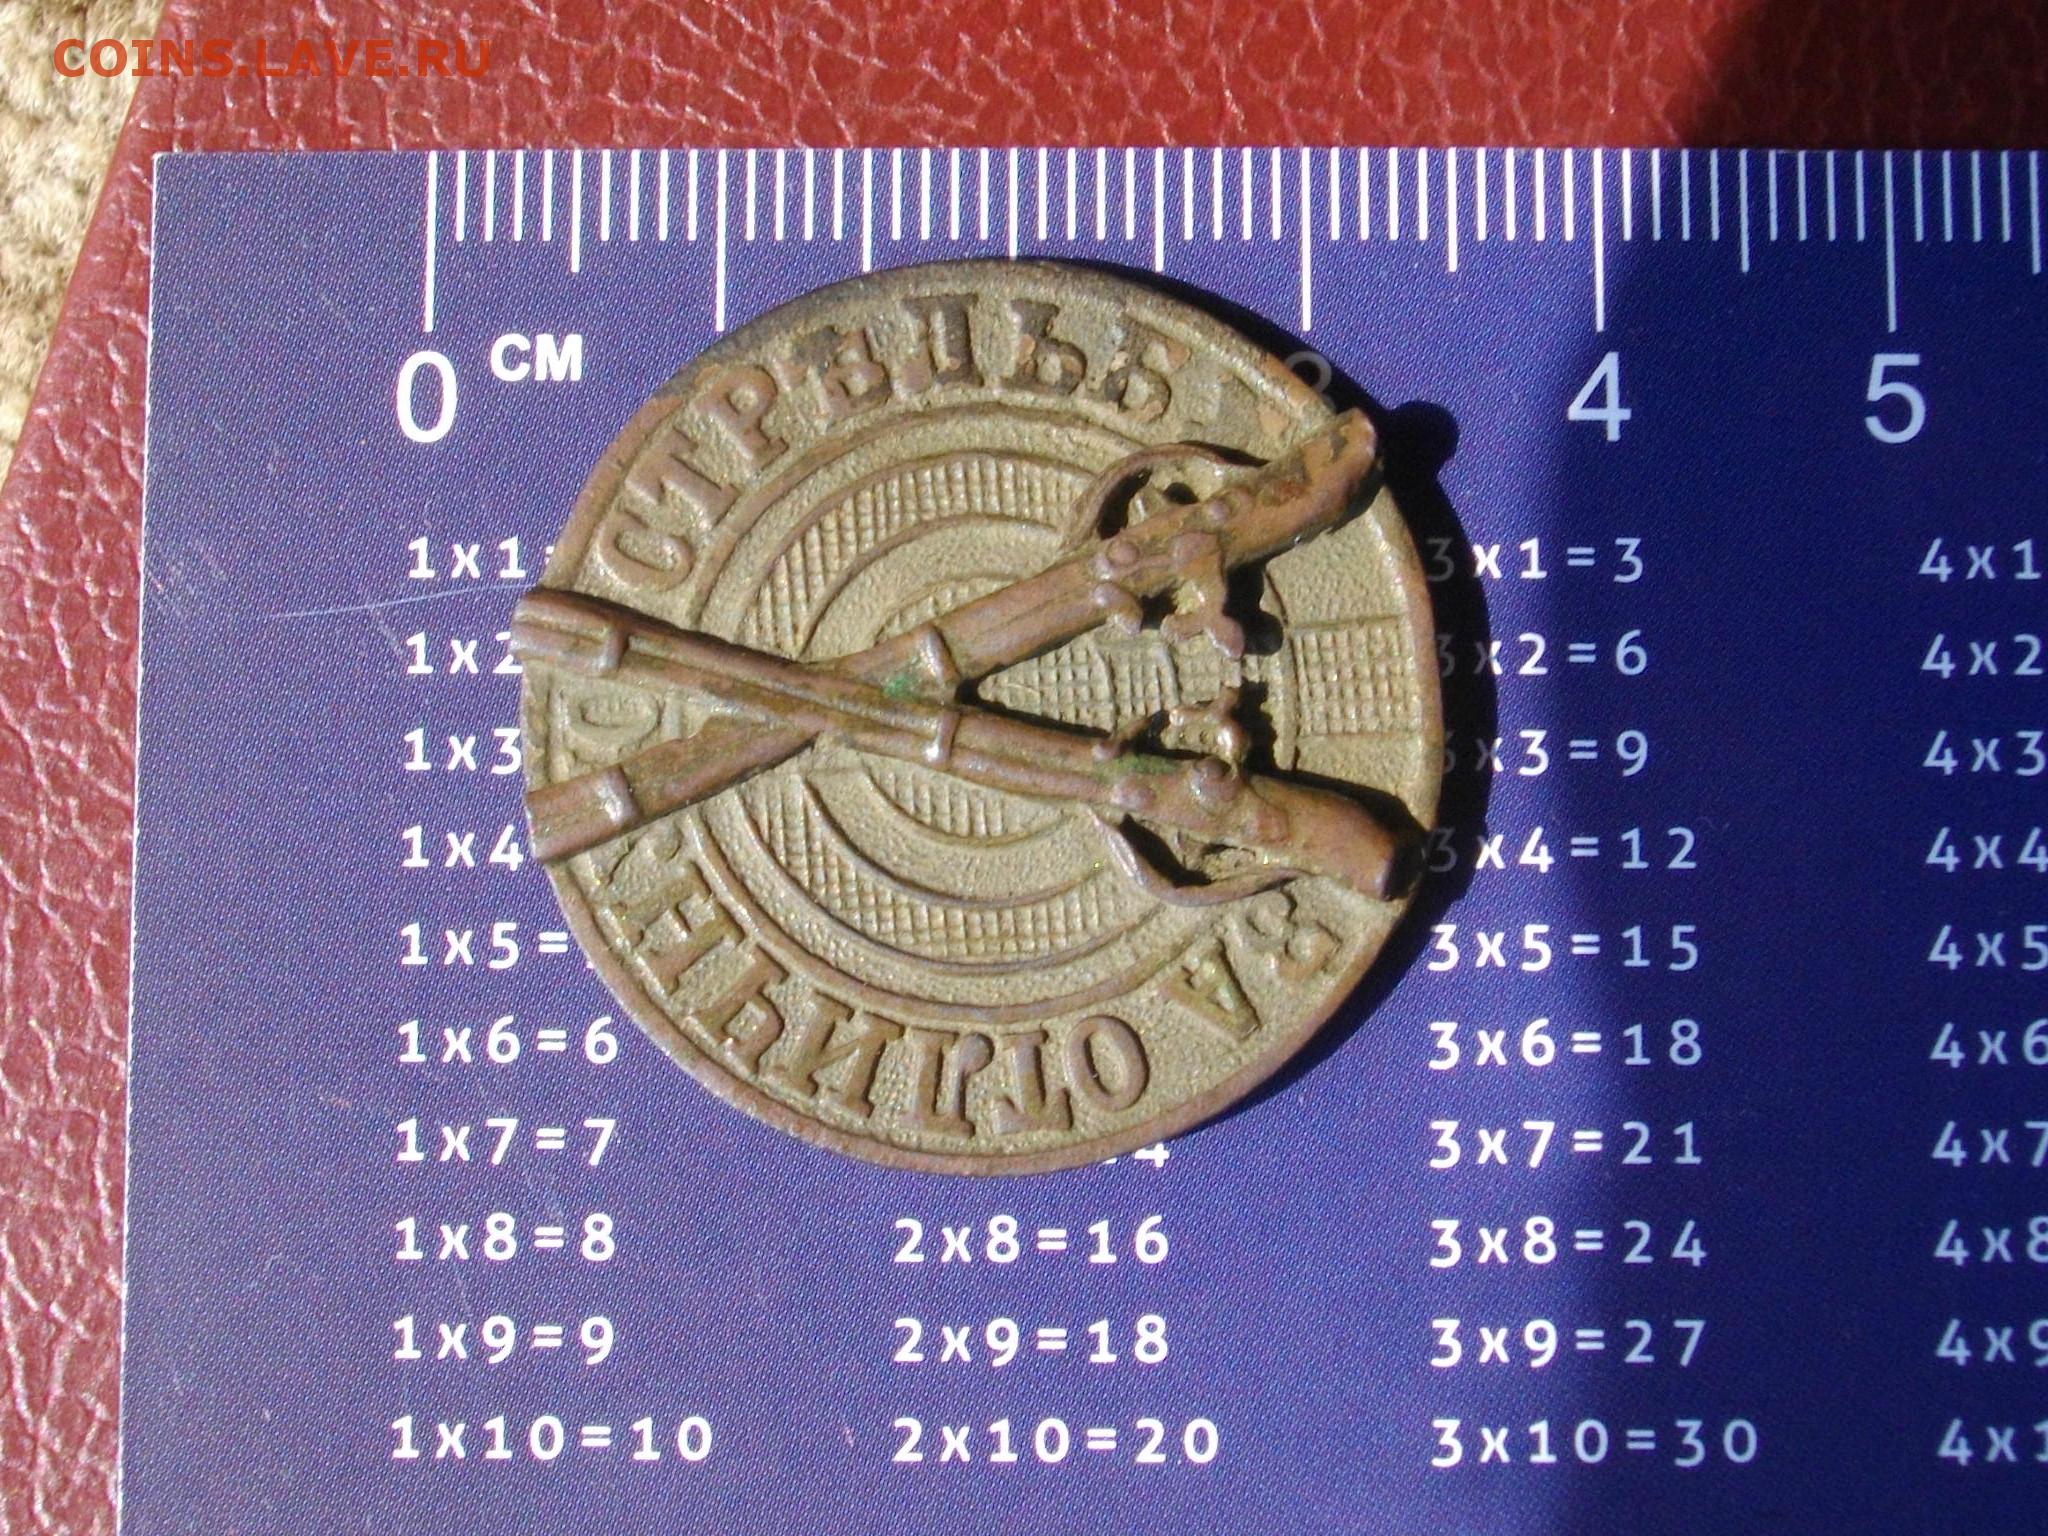 COINS.LAVE.RU
0 см 3 4 5
ЗА ОТЛИЧН
СТРѢЛЬБ
1x1= 3x1=3 4x1
1x2 3x2=6 4x2
1x3 3x3=9 4x3
1x4 3x4=12 4x4
1x5= 3x5=15 4x5
1x6=6 3x6=18 4x6
1x7=7 4 3x7=21 4x7
1x8=8 2x8=16 3x8=24 4x8
1x9=9 2x9=18 3x9=27 4x9
1x10=10 2x10=20 3x10=30 4x1